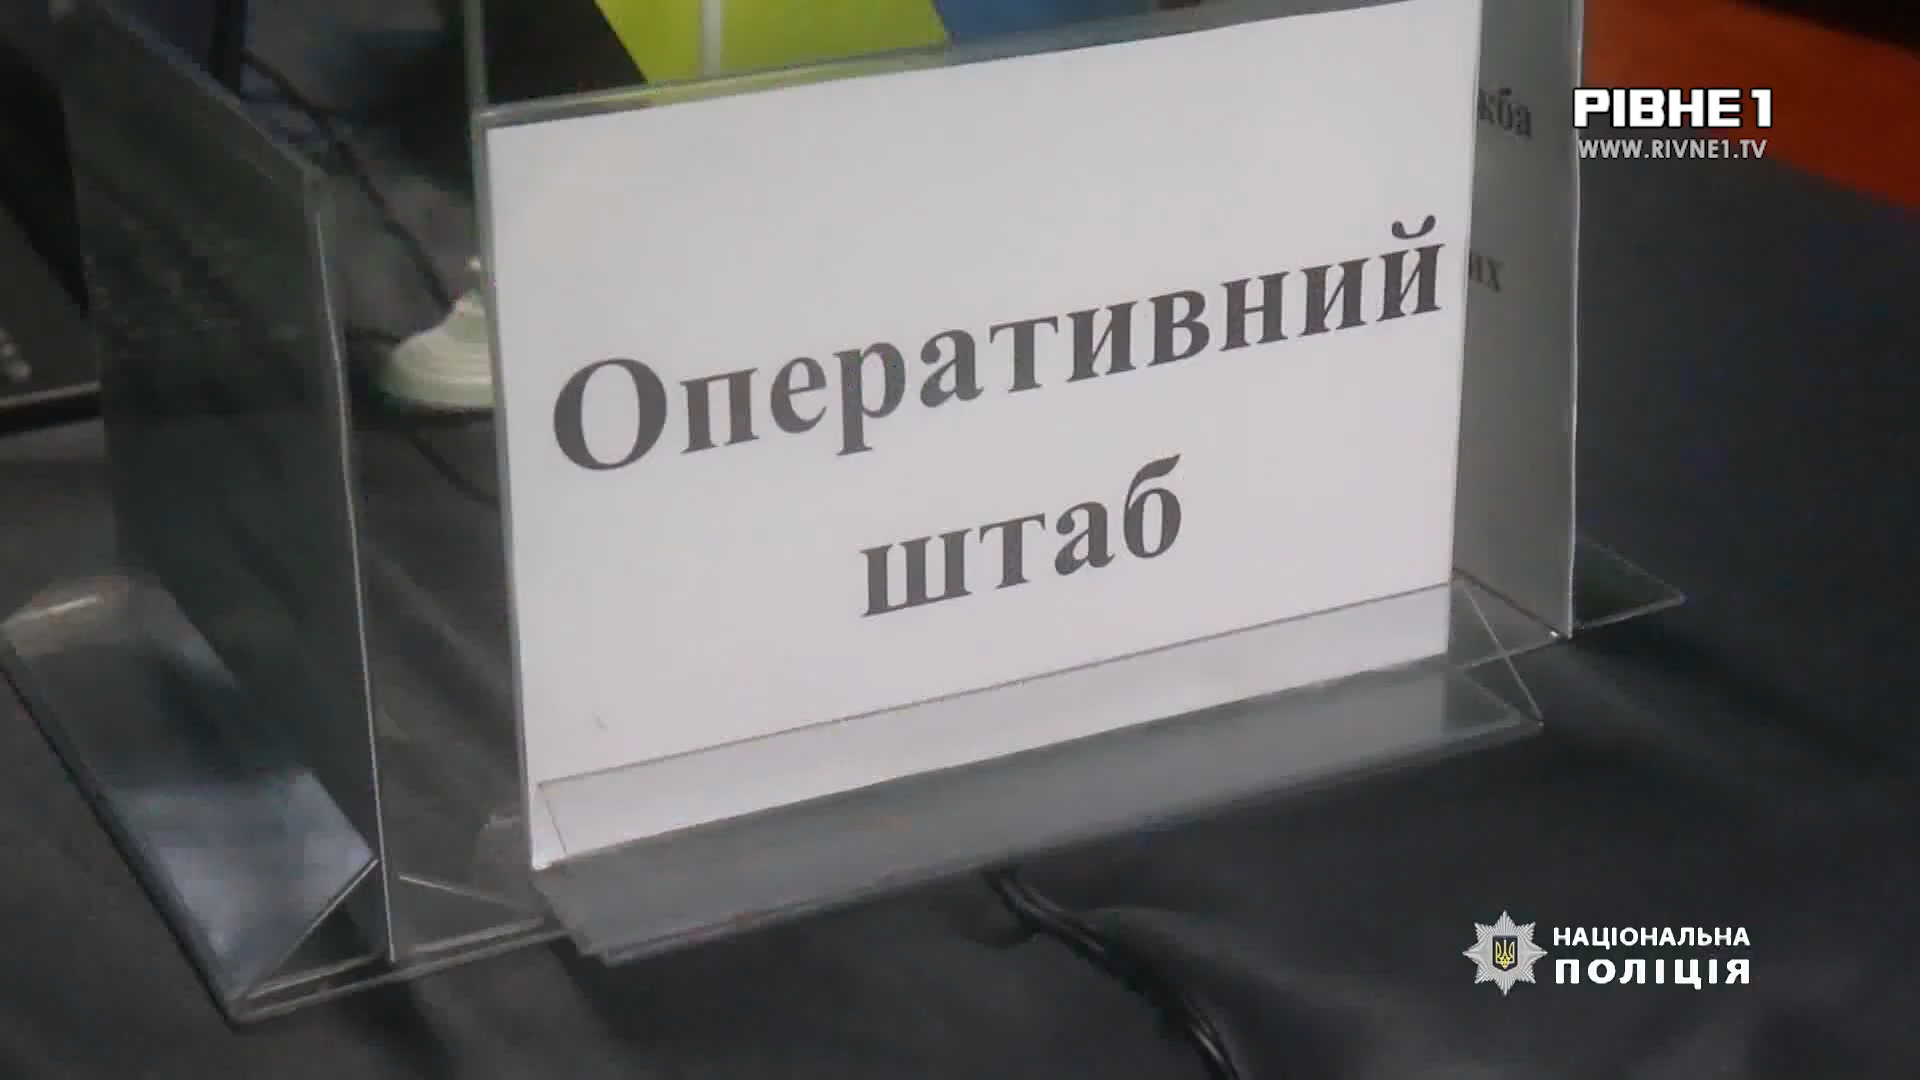 РІВНЕ 1
WWW.RIVNE1.TV
Оперативний
штаб
НАЦІОНАЛЬНА
ПОЛІЦІЯ